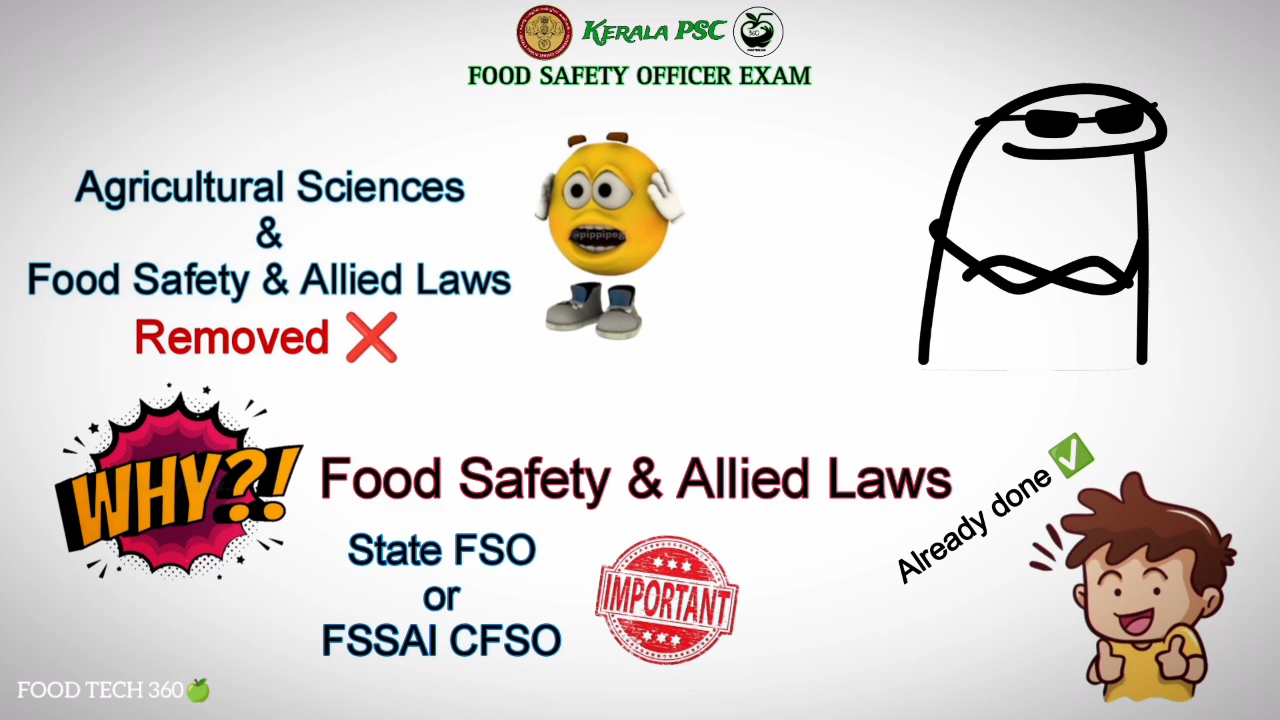 KERALA PSC
FOOD SAFETY OFFICER EXAM
Agricultural Sciences
&
Food Safety & Allied Laws
Removed ❌
@pippipe
WHY?!
Food Safety & Allied Laws
State FSO
or
FSSAI CFSO
IMPORTANT
Already done ✅
FOOD TECH 360🍏